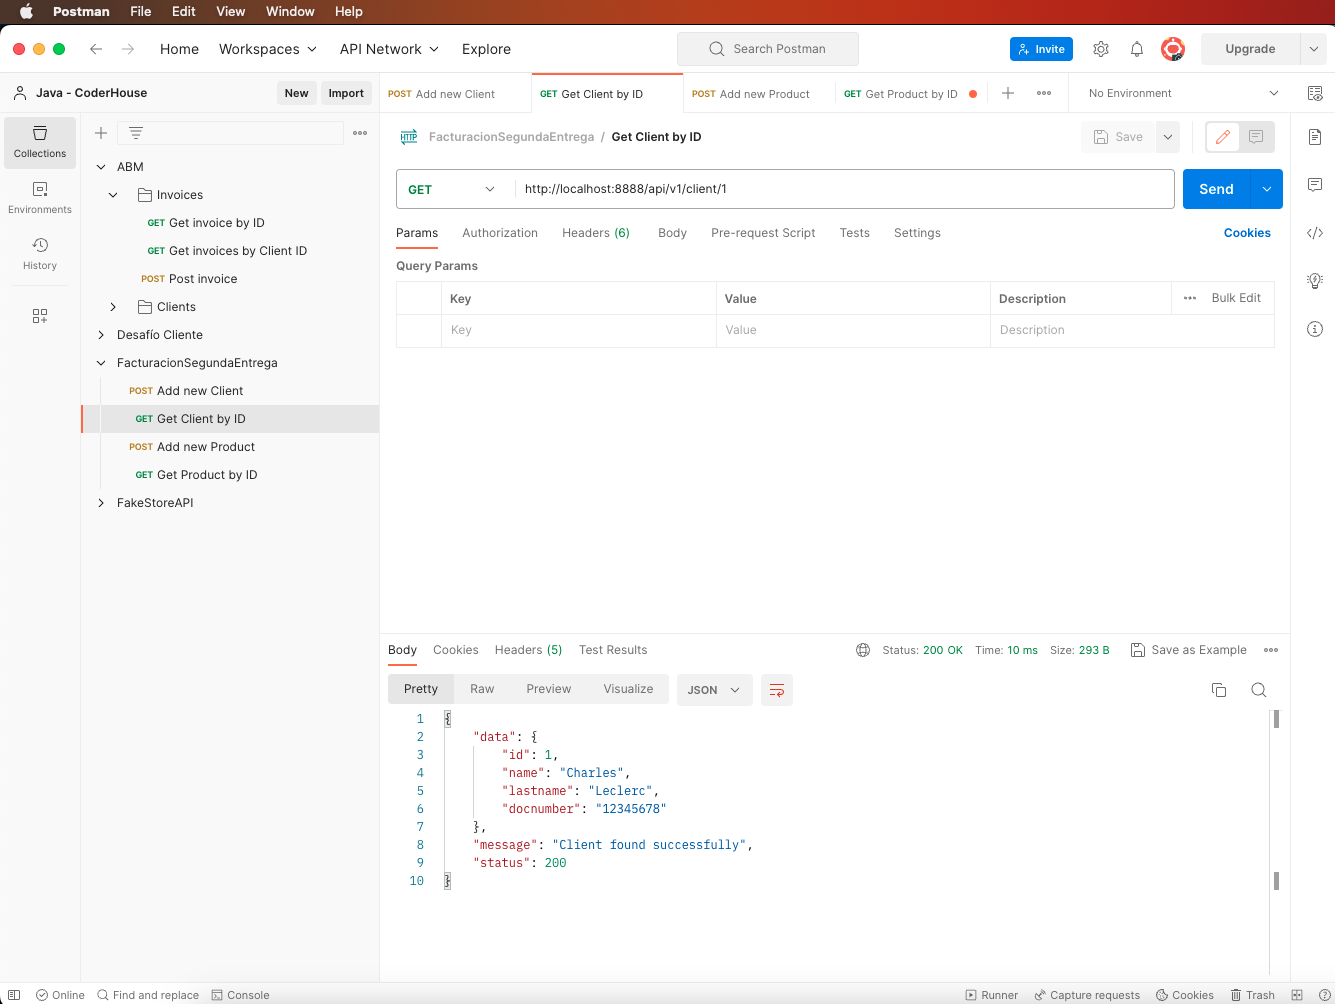 Postman File Edit View Window Help
Home Workspaces API Network Explore Search Postman Invite Upgrade
Java - CoderHouse New Import POST Add new Client GET Get Client by ID POST Add new Product GET Get Product by ID No Environment
Collections
Environments
History
ABM
Invoices
GET Get invoice by ID
GET Get invoices by Client ID
POST Post invoice
Clients
Desafío Cliente
FacturacionSegundaEntrega
POST Add new Client
GET Get Client by ID
POST Add new Product
GET Get Product by ID
FakeStoreAPI
HTTP FacturacionSegundaEntrega / Get Client by ID Save
GET http://localhost:8888/api/v1/client/1 Send
Params Authorization Headers (6) Body Pre-request Script Tests Settings Cookies
Query Params
Key Value Description Bulk Edit
Key Value Description
Body Cookies Headers (5) Test Results Status: 200 OK Time: 10 ms Size: 293 B Save as Example
Pretty Raw Preview Visualize JSON
1 {
2 "data": {
3 "id": 1,
4 "name": "Charles",
5 "lastname": "Leclerc",
6 "docnumber": "12345678"
7 },
8 "message": "Client found successfully",
9 "status": 200
10 }
Online Find and replace Console Runner Capture requests Cookies Trash